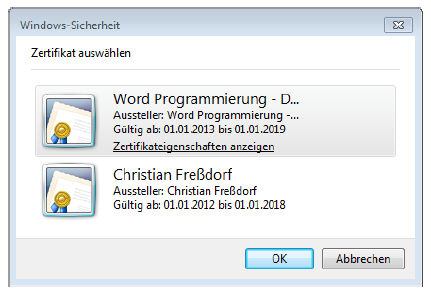 Windows-Sicherheit
Zertifikat auswählen
Word Programmierung - D...
Aussteller: Word Programmierung -...
Gültig ab: 01.01.2013 bis 01.01.2019
Zertifikateigenschaften anzeigen
Christian Freßdorf
Aussteller: Christian Freßdorf
Gültig ab: 01.01.2012 bis 01.01.2018
OK
Abbrechen